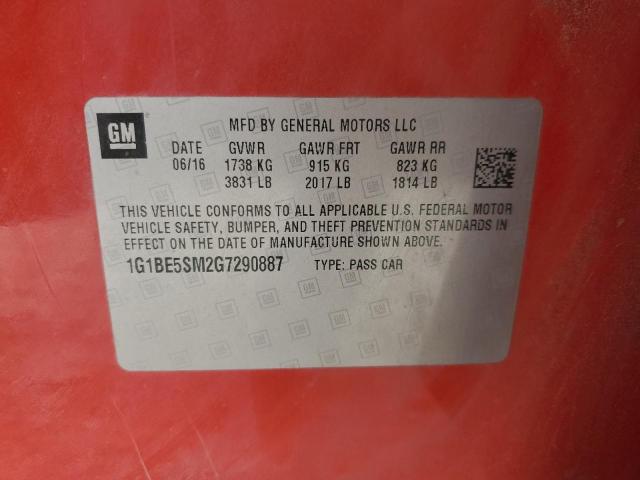 GM
MFD BY GENERAL MOTORS LLC
DATE GVWR GAWR FRT GAWR RR
06/16 1738 KG 915 KG 823 KG
3831 LB 2017 LB 1814 LB
THIS VEHICLE CONFORMS TO ALL APPLICABLE U.S. FEDERAL MOTOR
VEHICLE SAFETY, BUMPER, AND THEFT PREVENTION STANDARDS IN
EFFECT ON THE DATE OF MANUFACTURE SHOWN ABOVE.
1G1BE5SM2G7290887 TYPE: PASS CAR